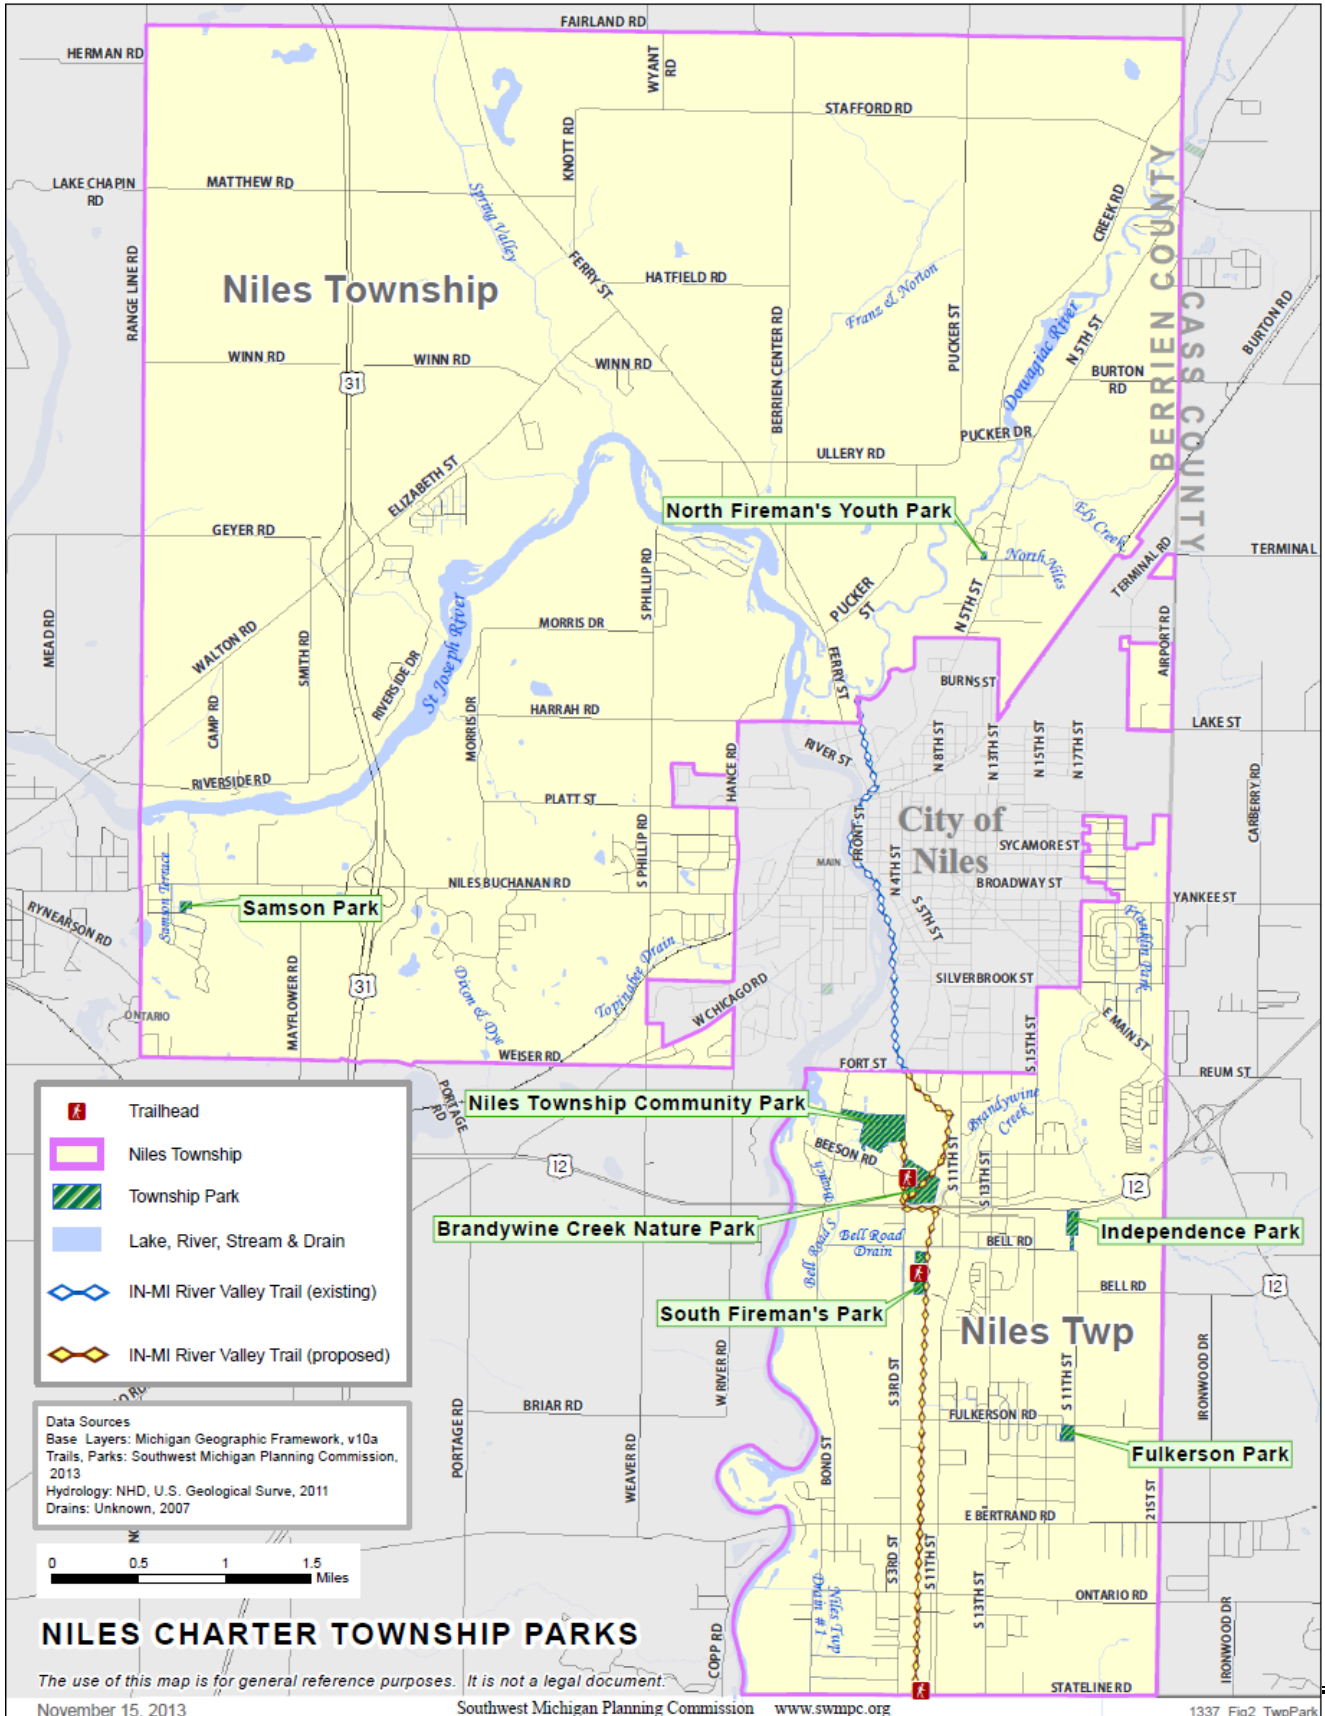 FAIRLAND RD
HERMAN RD
WYANT
RD
STAFFORD RD
KNOTT RD
LAKE CHAPIN
RD
MATTHEW RD
Spring Valley
CREEK RD
BERRIEN COUNTY
CASS COUNTY
RANGE LINE RD
Niles Township
FERRY ST
HATFIELD RD
Franz & Norton
BERRIEN CENTER RD
PUCKER ST
Dowagiac River
N 5TH ST
BURTON RD
WINN RD
WINN RD
WINN RD
31
BURTON
RD
PUCKER DR
ULLERY RD
ELIZABETH ST
North Fireman's Youth Park
GEYER RD
Ely Creek
TERMINAL RD
TERMINAL
North Niles
S PHILLIP RD
PUCKER
ST
N 5TH ST
MEAD RD
SMITH RD
WALTON RD
MORRIS DR
St Joseph River
RIVERSIDE DR
FERRY ST
AIRPORT RD
BURNS ST
CAMP RD
MORRIS DR
HARRAH RD
LAKE ST
RIVER ST
N 8TH ST
N 13TH ST
N 15TH ST
N 17TH ST
HANCE RD
RIVERSIDE RD
PLATT ST
CARBERRY RD
City of
Niles
FRONT ST
MAIN
SYCAMORE ST
S PHILLIP RD
N 4TH ST
BROADWAY ST
NILES BUCHANAN RD
YANKEE ST
Samson Terrace
Samson Park
RYNEARSON RD
S 5TH ST
Franklin Park
Topinabee Drain
Dixon & Dye
SILVERBROOK ST
31
W CHICAGO RD
MAYFLOWER RD
ONTARIO
S 15TH ST
E MAIN ST
WEISER RD
FORT ST
REUM ST
PORTAGE
RD
Niles Township Community Park
Brandywine
Creek
BEESON RD
S 11TH ST
S 13TH ST
12
12
Branch
Brandywine Creek Nature Park
Bell Road S
Bell Road
Drain
BELL RD
Independence Park
BELL RD
12
South Fireman's Park
Niles Twp
IRONWOOD DR
W RIVER RD
S 3RD ST
S 11TH ST
BRIAR RD
FULKERSON RD
Fulkerson Park
PORTAGE RD
WEAVER RD
BOND ST
21ST ST
E BERTRAND RD
S 3RD ST
S 11TH ST
S 13TH ST
ONTARIO RD
Niles Twp
Drain # 1
COPP RD
IRONWOOD DR
STATELINE RD
Trailhead
Niles Township
Township Park
Lake, River, Stream & Drain
IN-MI River Valley Trail (existing)
IN-MI River Valley Trail (proposed)
Data Sources
Base Layers: Michigan Geographic Framework, v10a
Trails, Parks: Southwest Michigan Planning Commission,
2013
Hydrology: NHD, U.S. Geological Surve, 2011
Drains: Unknown, 2007
0 0.5 1 1.5
Miles
NILES CHARTER TOWNSHIP PARKS
The use of this map is for general reference purposes. It is not a legal document.
November 15, 2013
Southwest Michigan Planning Commission www.swmpc.org
1337_Fig2_TwpPark